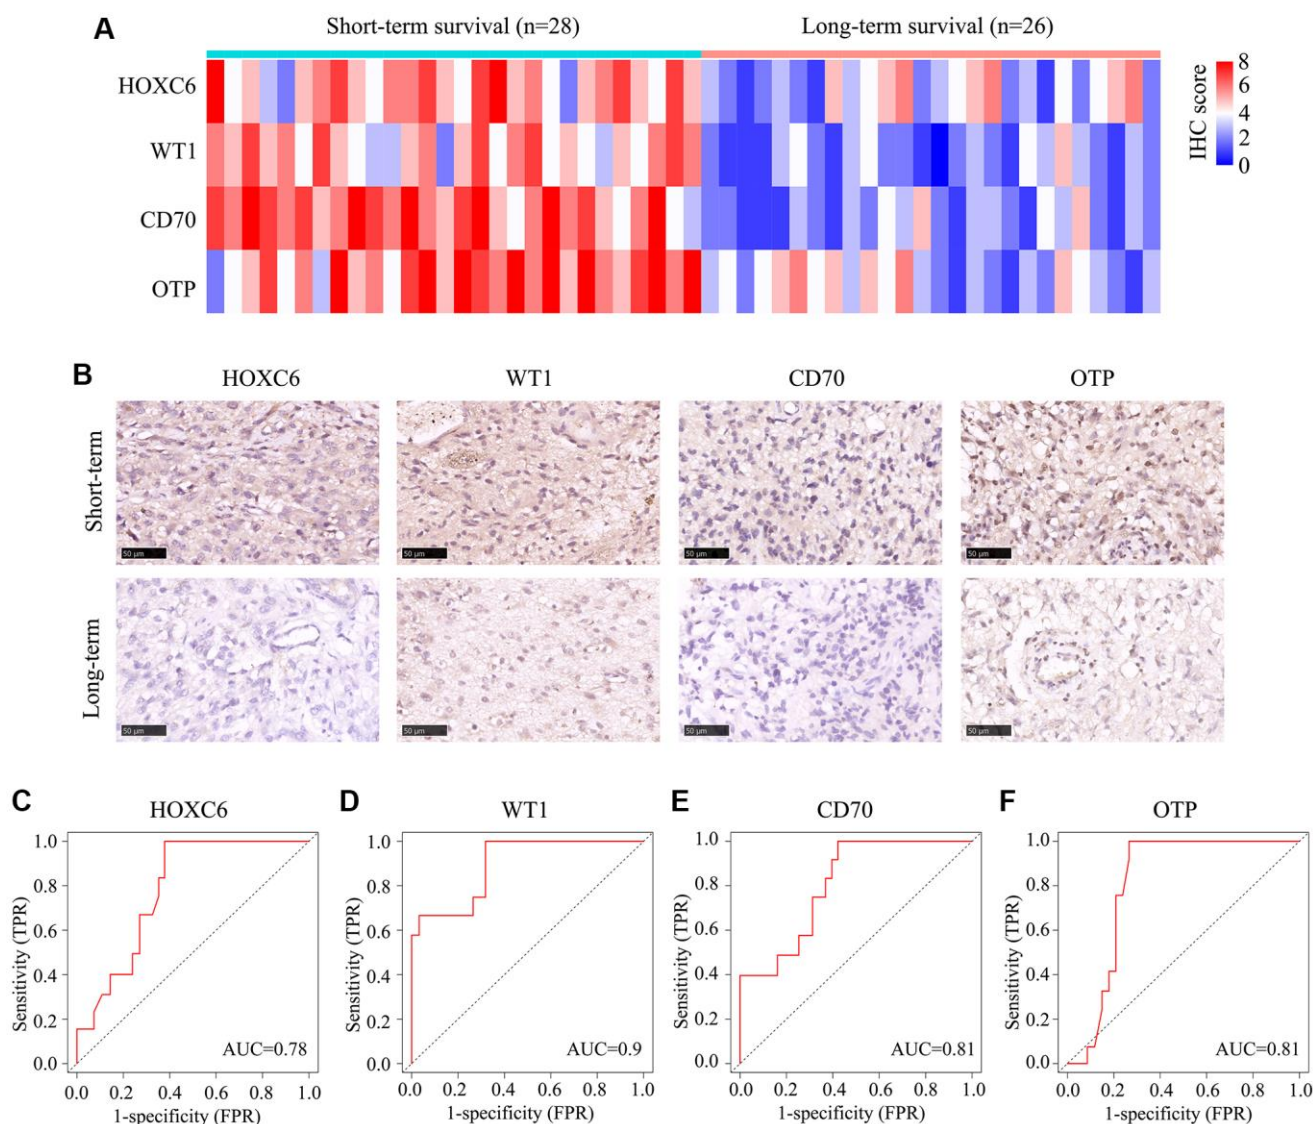 A
Short-term survival (n=28)
Long-term survival (n=26)
HOXC6
WT1
CD70
OTP
8
6
4
2
0
IHC score
B
HOXC6
WT1
CD70
OTP
Short-term
50 µm
50 µm
50 µm
50 µm
Long-term
50 µm
50 µm
50 µm
50 µm
C
HOXC6
Sensitivity (TPR)
1.0
0.8
0.6
0.4
0.2
0.0
AUC=0.78
0.0 0.2 0.4 0.6 0.8 1.0
1-specificity (FPR)
D
WT1
Sensitivity (TPR)
1.0
0.8
0.6
0.4
0.2
0.0
AUC=0.9
0.0 0.2 0.4 0.6 0.8 1.0
1-specificity (FPR)
E
CD70
Sensitivity (TPR)
1.0
0.8
0.6
0.4
0.2
0.0
AUC=0.81
0.0 0.2 0.4 0.6 0.8 1.0
1-specificity (FPR)
F
OTP
Sensitivity (TPR)
1.0
0.8
0.6
0.4
0.2
0.0
AUC=0.81
0.0 0.2 0.4 0.6 0.8 1.0
1-specificity (FPR)